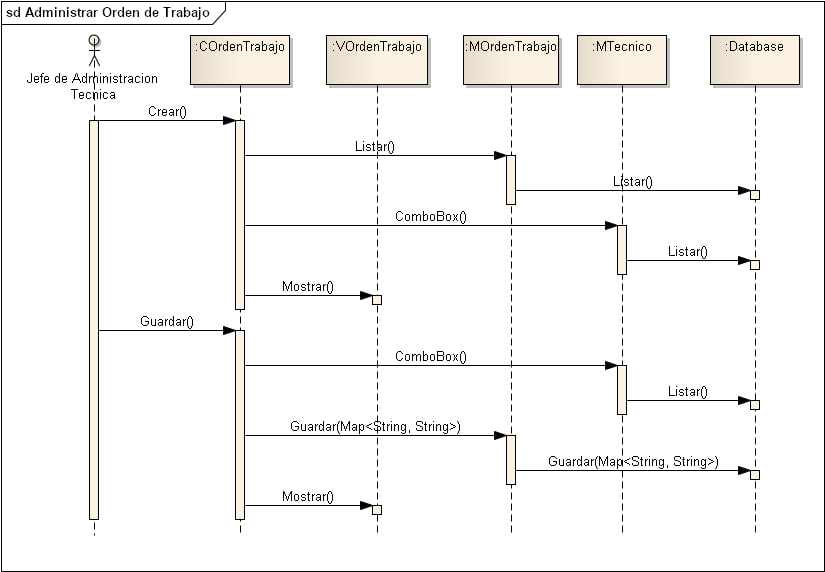 sd Administrar Orden de Trabajo
:COrdenTrabajo
:VOrdenTrabajo
:MOrdenTrabajo
:MTecnico
:Database
Jefe de Administracion
Tecnica
Crear()
Listar()
Listar()
ComboBox()
Listar()
Mostrar()
Guardar()
ComboBox()
Listar()
Guardar(Map<String, String>)
Guardar(Map<String, String>)
Mostrar()